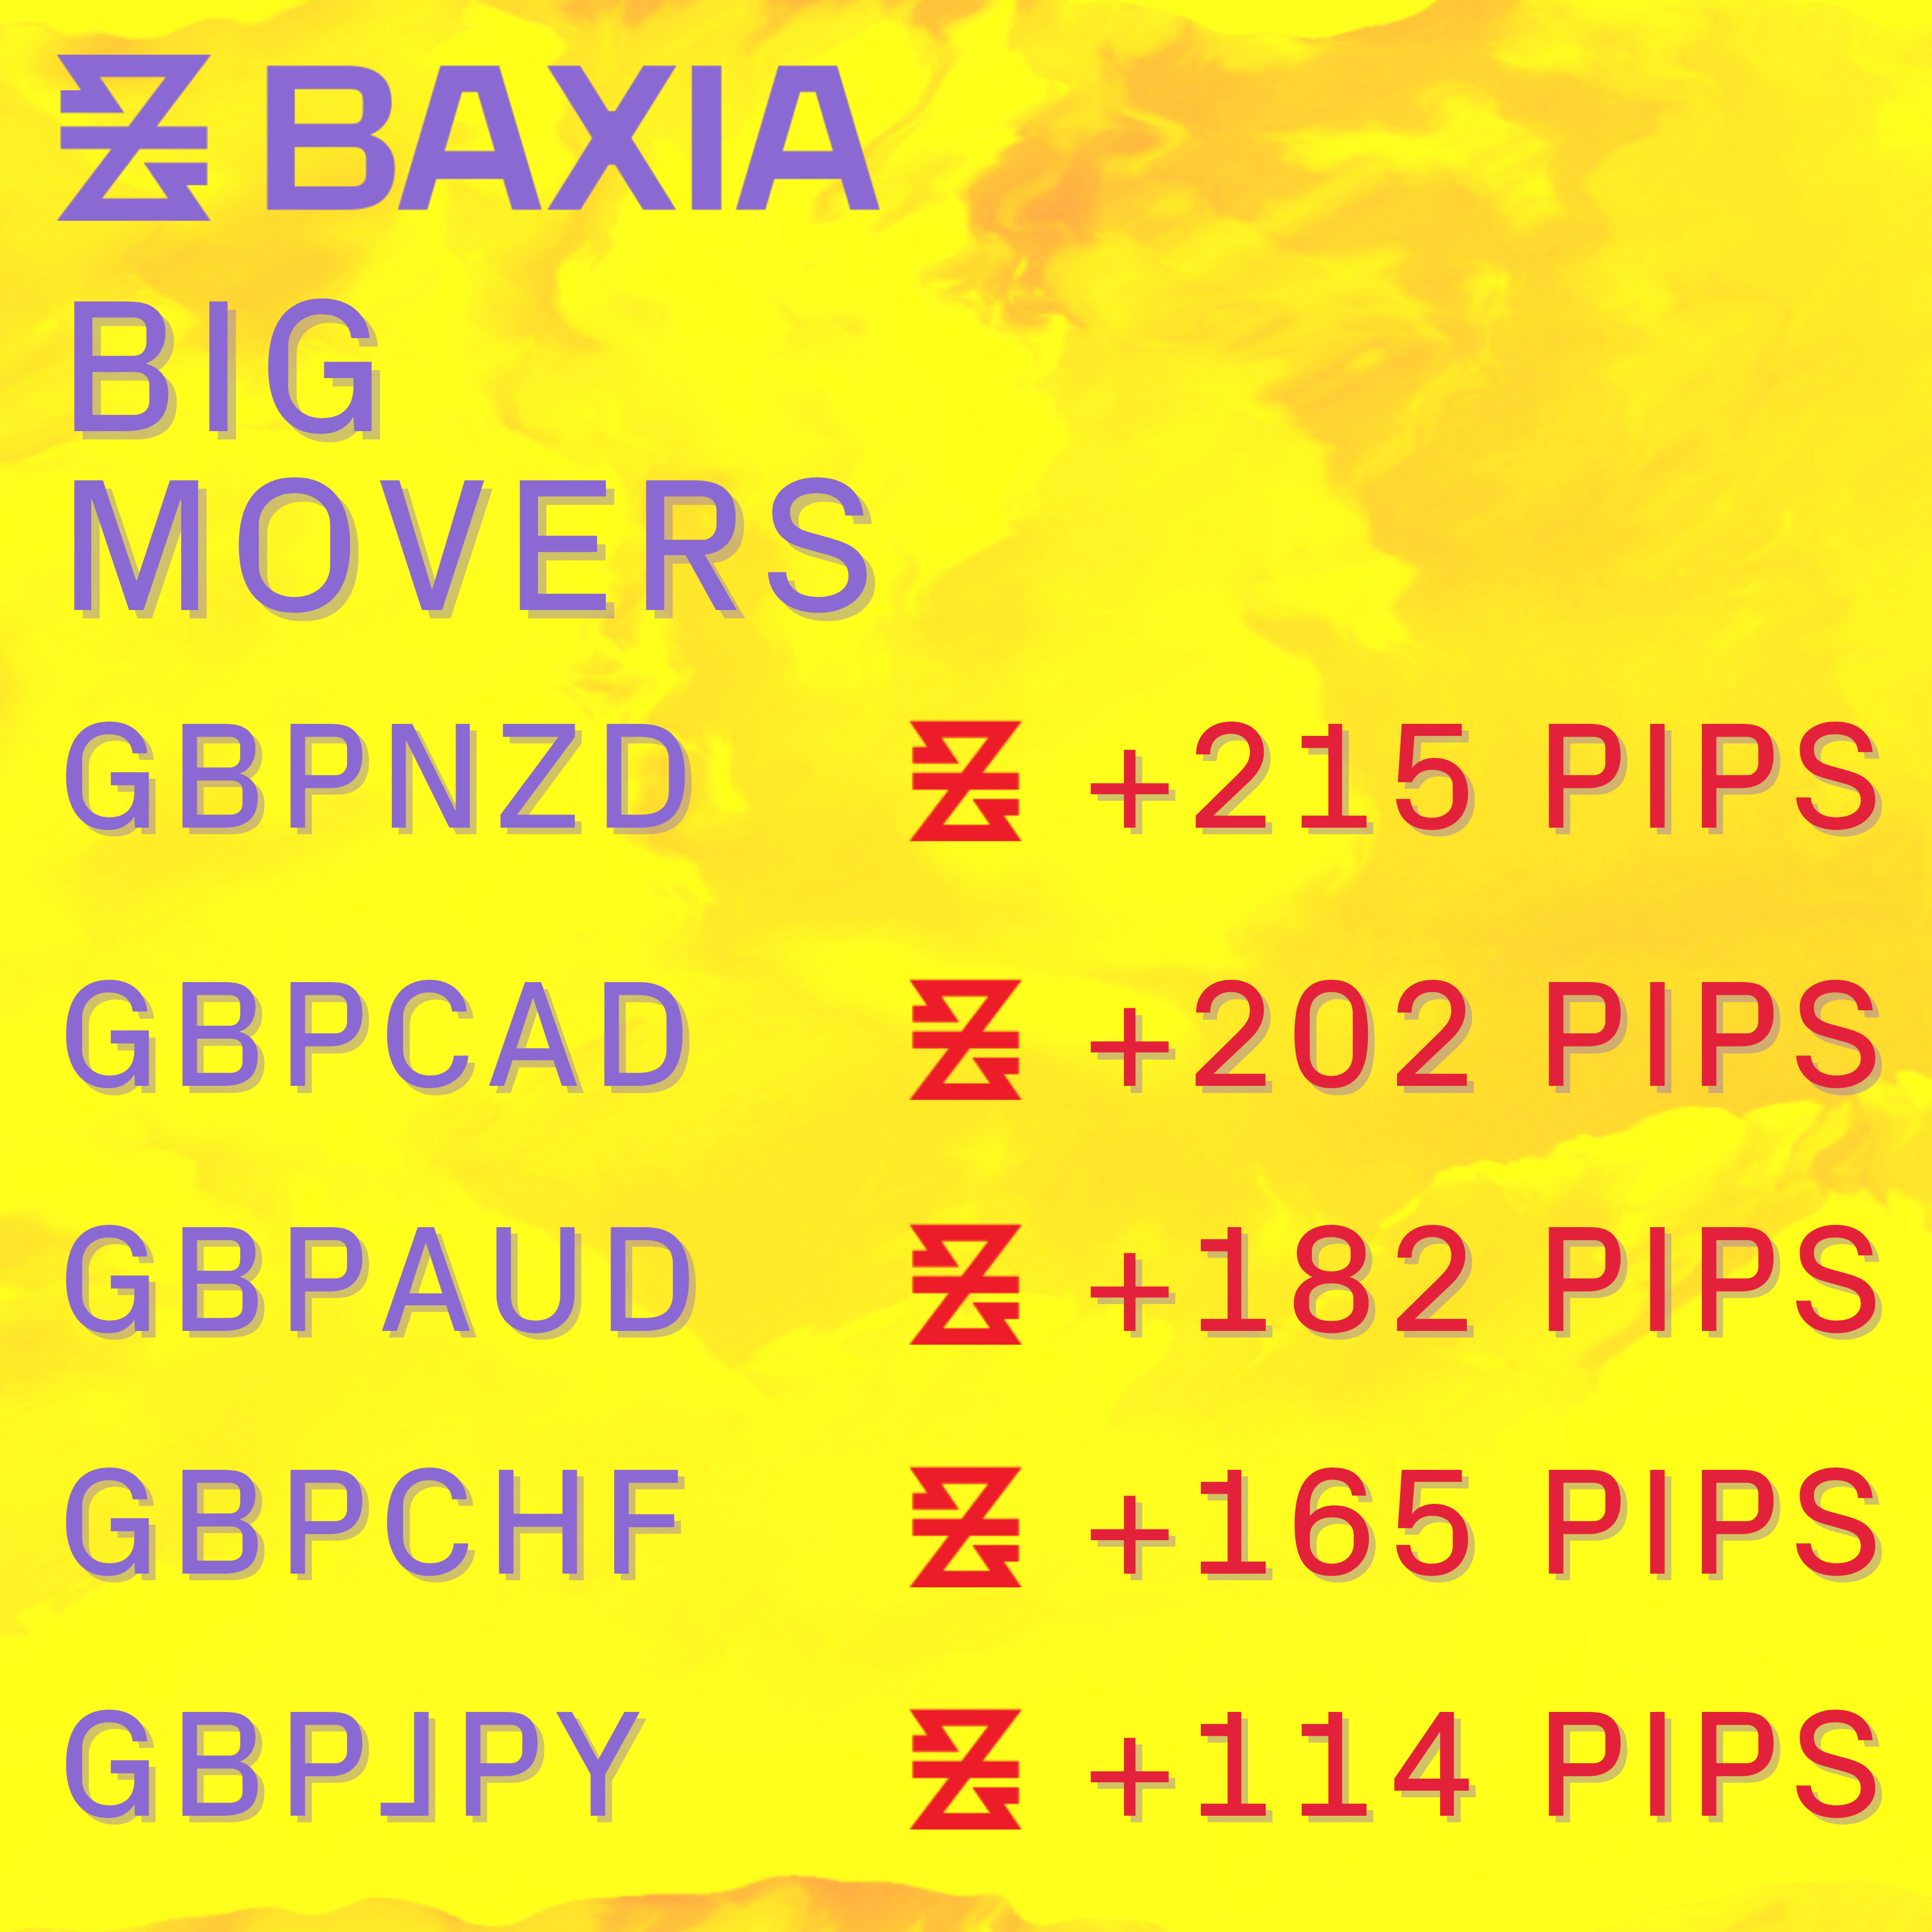 BAXIA
BIG
MOVERS
GBPNZD +215 PIPS
GBPCAD +202 PIPS
GBPAUD +182 PIPS
GBPCHF +165 PIPS
GBPJPY +114 PIPS